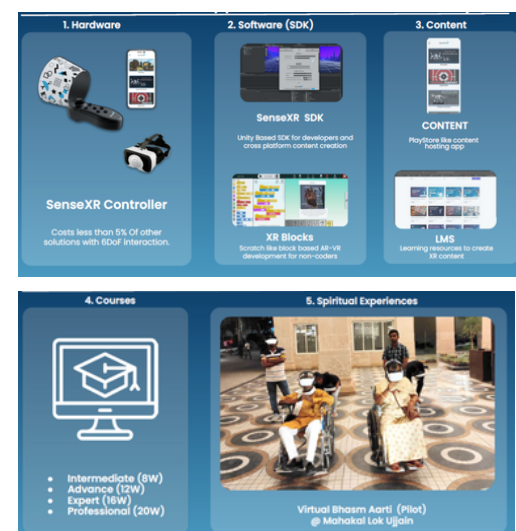 1. Hardware
2. Software (SDK)
3. Content
SenseXR SDK
Unity Based SDK for developers and
cross platform content creation
CONTENT
PlayStore like content
hosting app
SenseXR Controller
Costs less than 5% Of other
solutions with 6DoF interaction.
XR Blocks
Scratch like block based AR-VR
development for non-coders
LMS
Learning resources to create
XR content
4. Courses
5. Spiritual Experiences
• Intermediate (8W)
• Advance (12W)
• Expert (16W)
• Professional (20W)
Virtual Bhasm Aarti (Pilot)
@ Mahakal Lok Ujjain